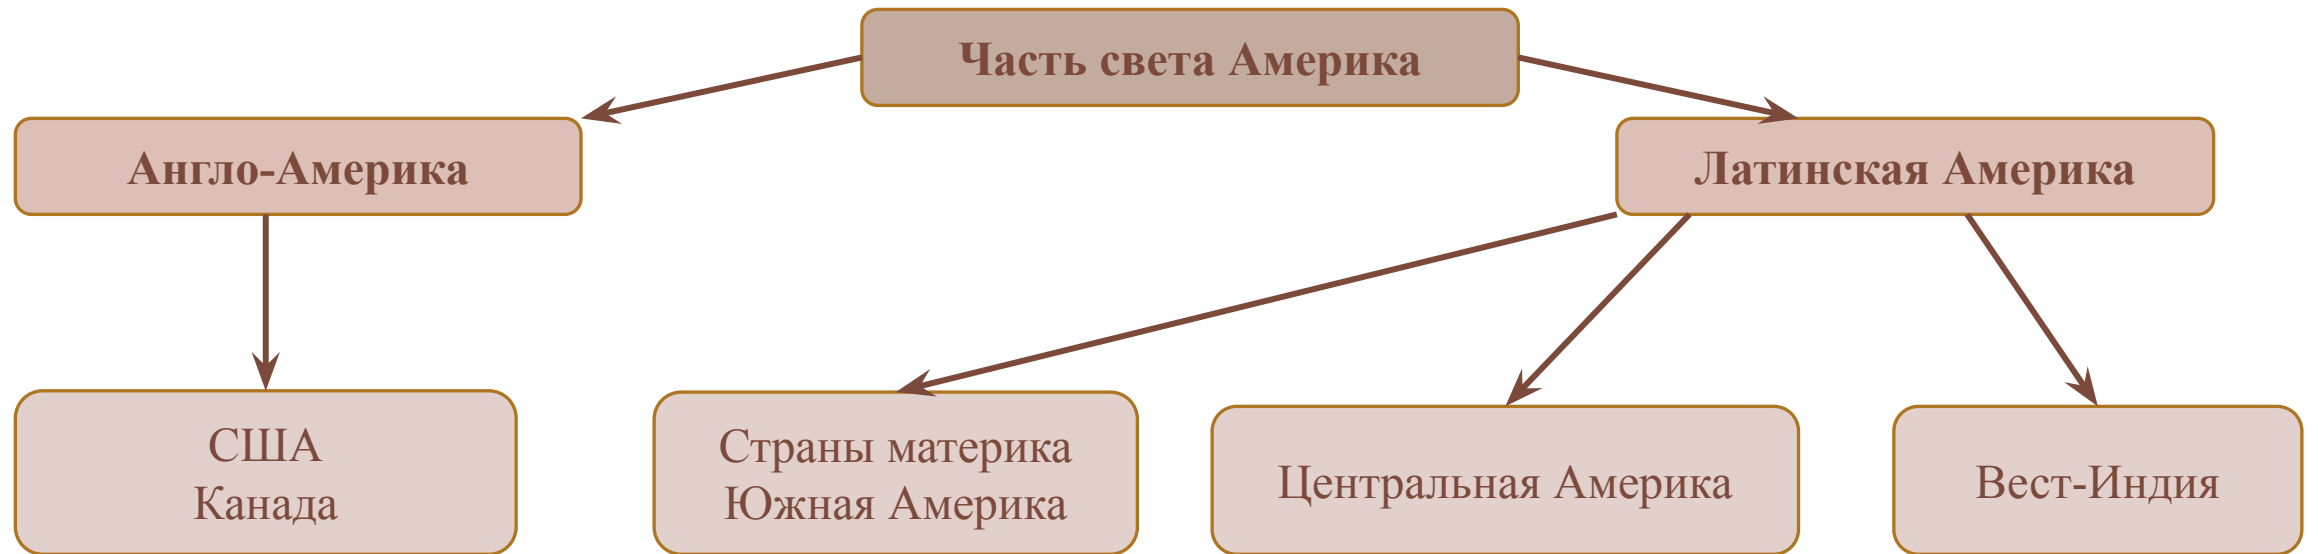 Часть света Америка
Англо-Америка
Латинская Америка
США
Канада
Страны материка
Южная Америка
Центральная Америка
Вест-Индия